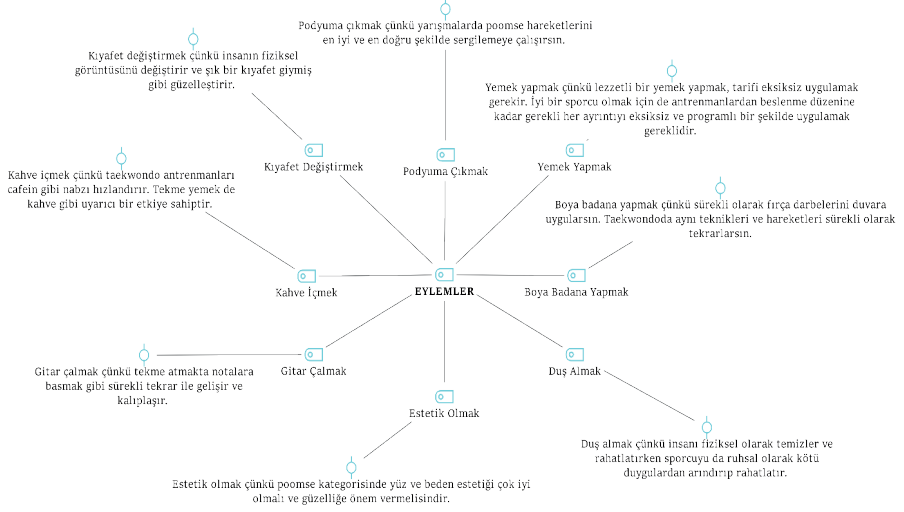 Podyuma çıkmak çünkü yarışmalarda poomse hareketlerini
en iyi ve en doğru şekilde sergilemeye çalışırsın.
Kıyafet değiştirmek çünkü insanın fiziksel
görüntüsünü değiştirir ve şık bir kıyafet giymiş
gibi güzelleştirir.
Yemek yapmak çünkü lezzetli bir yemek yapmak, tarifi eksiksiz uygulamak
gerekir. İyi bir sporcu olmak için de antrenmanlardan beslenme düzenine
kadar gerekli her ayrıntıyı eksiksiz ve programlı bir şekilde uygulamak
gereklidir.
Kıyafet Değiştirmek
Podyuma Çıkmak
Yemek Yapmak
Kahve içmek çünkü taekwondo antrenmanları
cafein gibi nabzı hızlandırır. Tekme yemek de
kahve gibi uyarıcı bir etkiye sahiptir.
Boya badana yapmak çünkü sürekli olarak fırça darbelerini duvara
uygularsın. Taekwondoda aynı teknikleri ve hareketleri sürekli olarak
tekrarlarsın.
Kahve İçmek
EYLEMLER
Boya Badana Yapmak
Gitar çalmak çünkü tekme atmakta notalara
basmak gibi sürekli tekrar ile gelişir ve
kalıplaşır.
Gitar Çalmak
Duş Almak
Estetik Olmak
Duş almak çünkü insanı fiziksel olarak temizler ve
rahatlatırken sporcuyu da ruhsal olarak kötü
duygulardan arındırıp rahatlatır.
Estetik olmak çünkü poomse kategorisinde yüz ve beden estetiği çok iyi
olmalı ve güzelliğe önem vermelisindir.